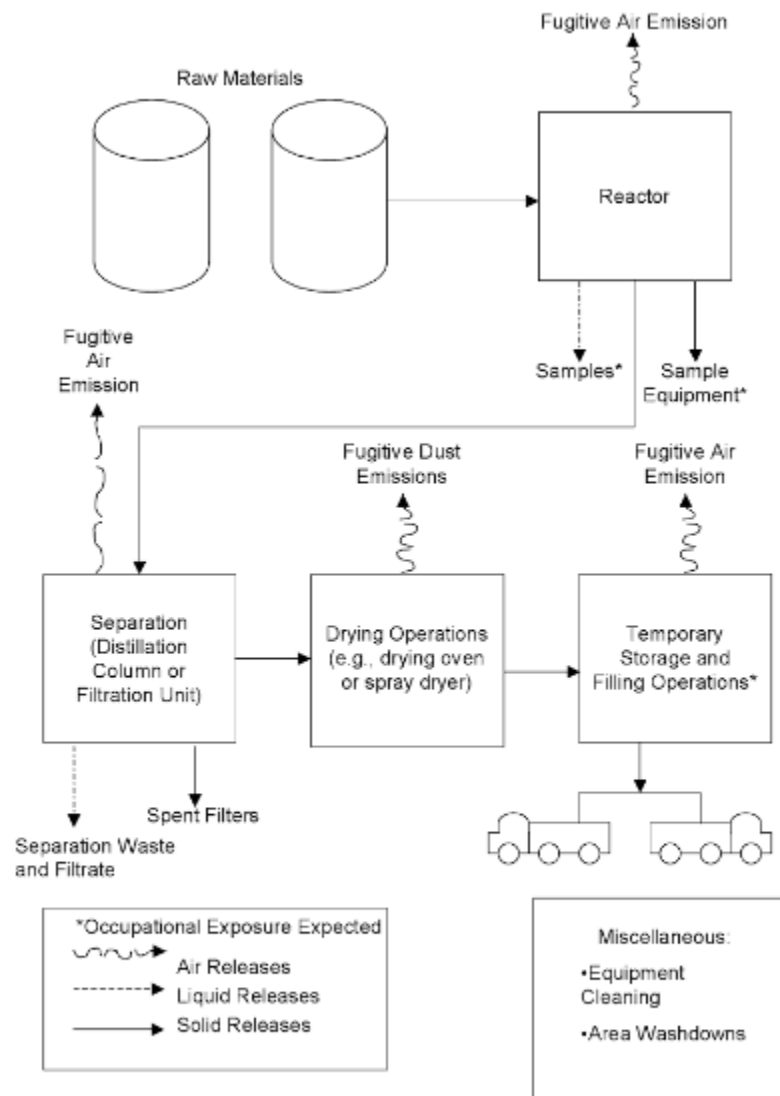 Fugitive Air Emission
Raw Materials
Reactor
Fugitive
Air
Emission
Samples*
Sample
Equipment*
Fugitive Dust
Emissions
Fugitive Air
Emission
Separation
(Distillation
Column or
Filtration Unit)
Drying Operations
(e.g., drying oven
or spray dryer)
Temporary
Storage and
Filling Operations*
Spent Filters
Separation Waste
and Filtrate
*Occupational Exposure Expected
Air Releases
Liquid Releases
Solid Releases
Miscellaneous:
•Equipment
Cleaning
•Area Washdowns